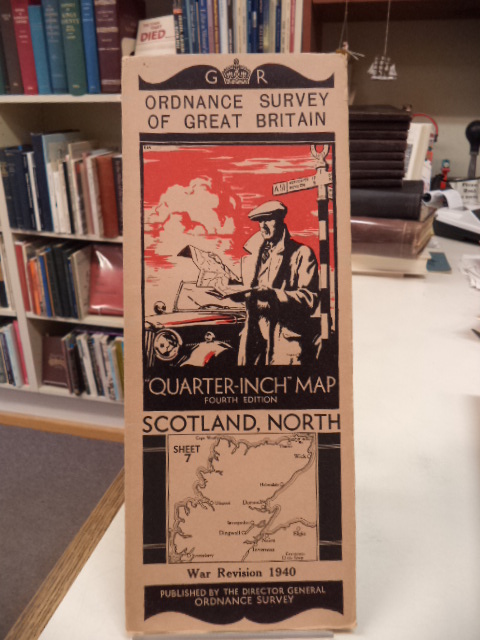 DIED...
G R
ORDNANCE SURVEY
OF GREAT BRITAIN
"QUARTER-INCH" MAP
FOURTH EDITION
SCOTLAND, NORTH
SHEET
7
Wick
Dornoch
Dingwall
Elgin
Inverness
War Revision 1940
PUBLISHED BY THE DIRECTOR GENERAL
ORDNANCE SURVEY